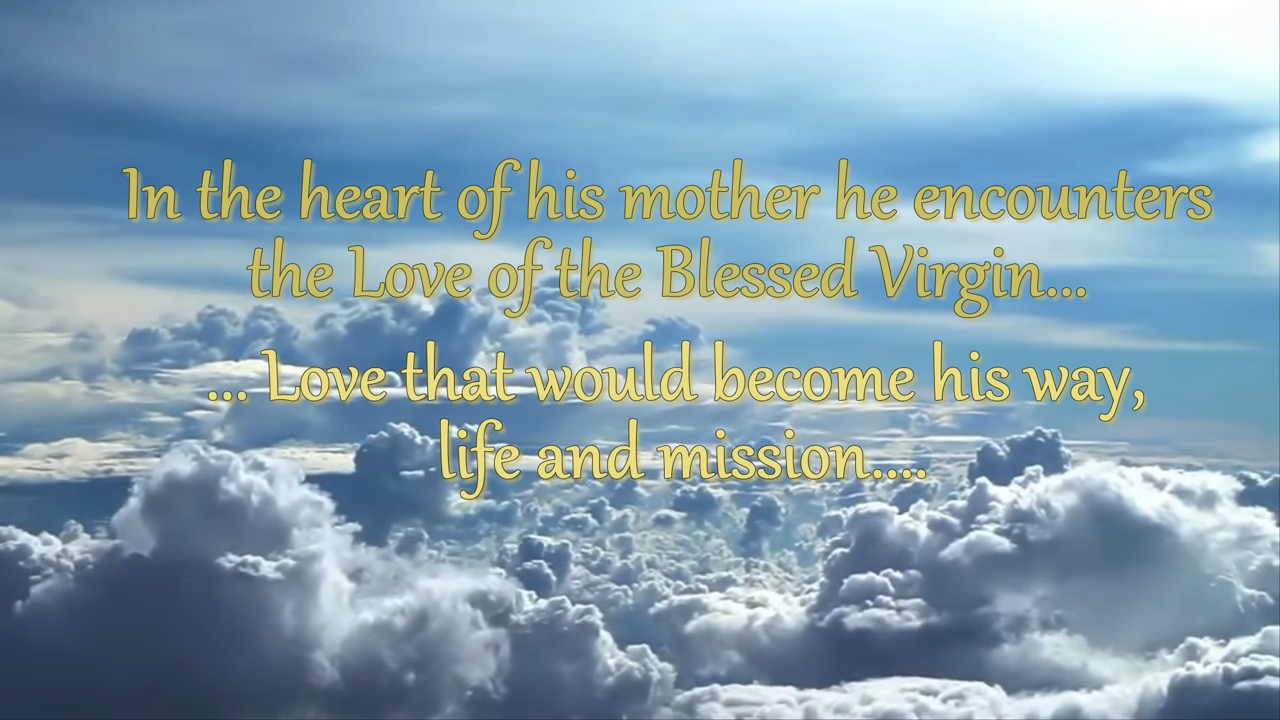 In the heart of his mother he encounters
the Love of the Blessed Virgin...
... Love that would become his way,
life and mission....